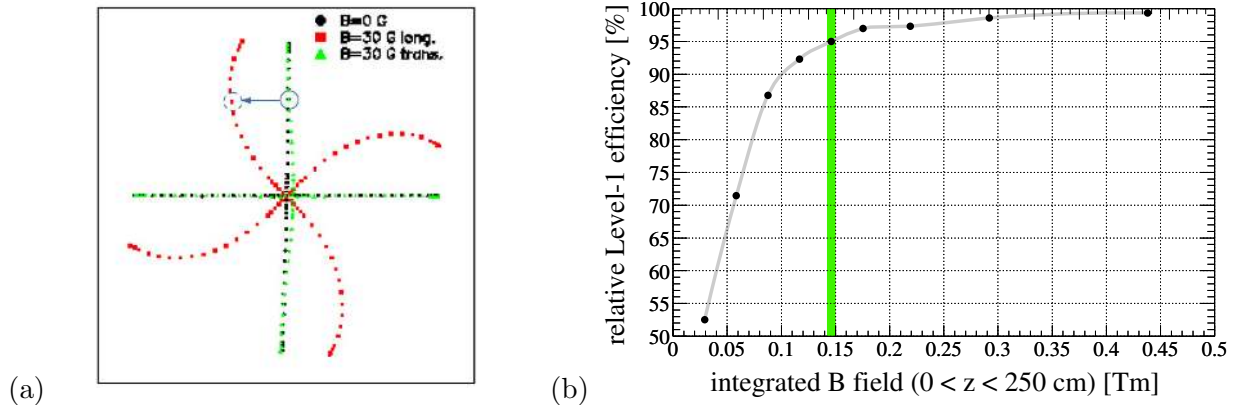 B=0 G
B=30 G long.
B=30 G trans.
(a)
relative Level-1 efficiency [%]
100
95
90
85
80
75
70
65
60
55
50
0 0.05 0.1 0.15 0.2 0.25 0.3 0.35 0.4 0.45 0.5
integrated B field (0 < z < 250 cm) [Tm]
(b)